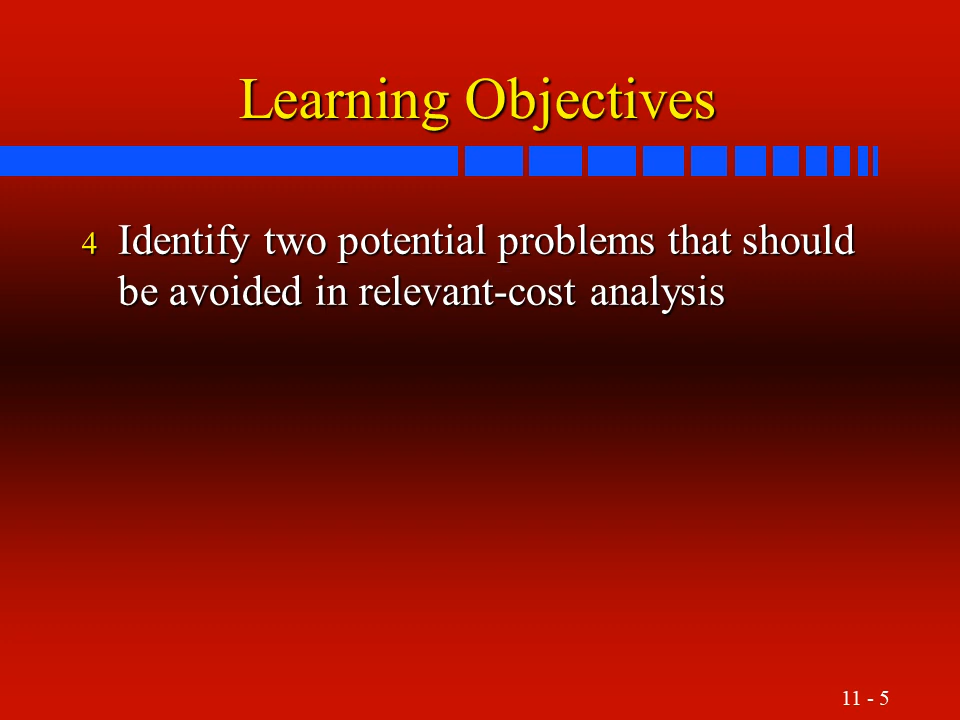 Learning Objectives
4 Identify two potential problems that should
be avoided in relevant-cost analysis
11 - 5